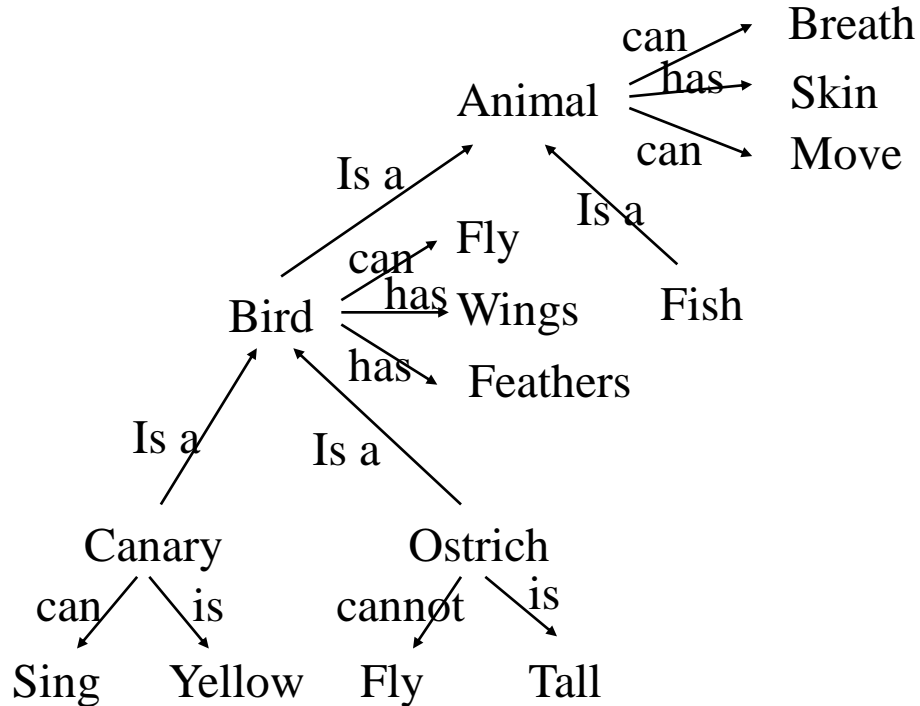 can
Breath
has
Animal
Skin
can
Move
Is a
Is a
can
Fly
has
Bird
Wings
Fish
has
Feathers
Is a
Is a
Canary
Ostrich
can
is
cannot
is
Sing
Yellow
Fly
Tall